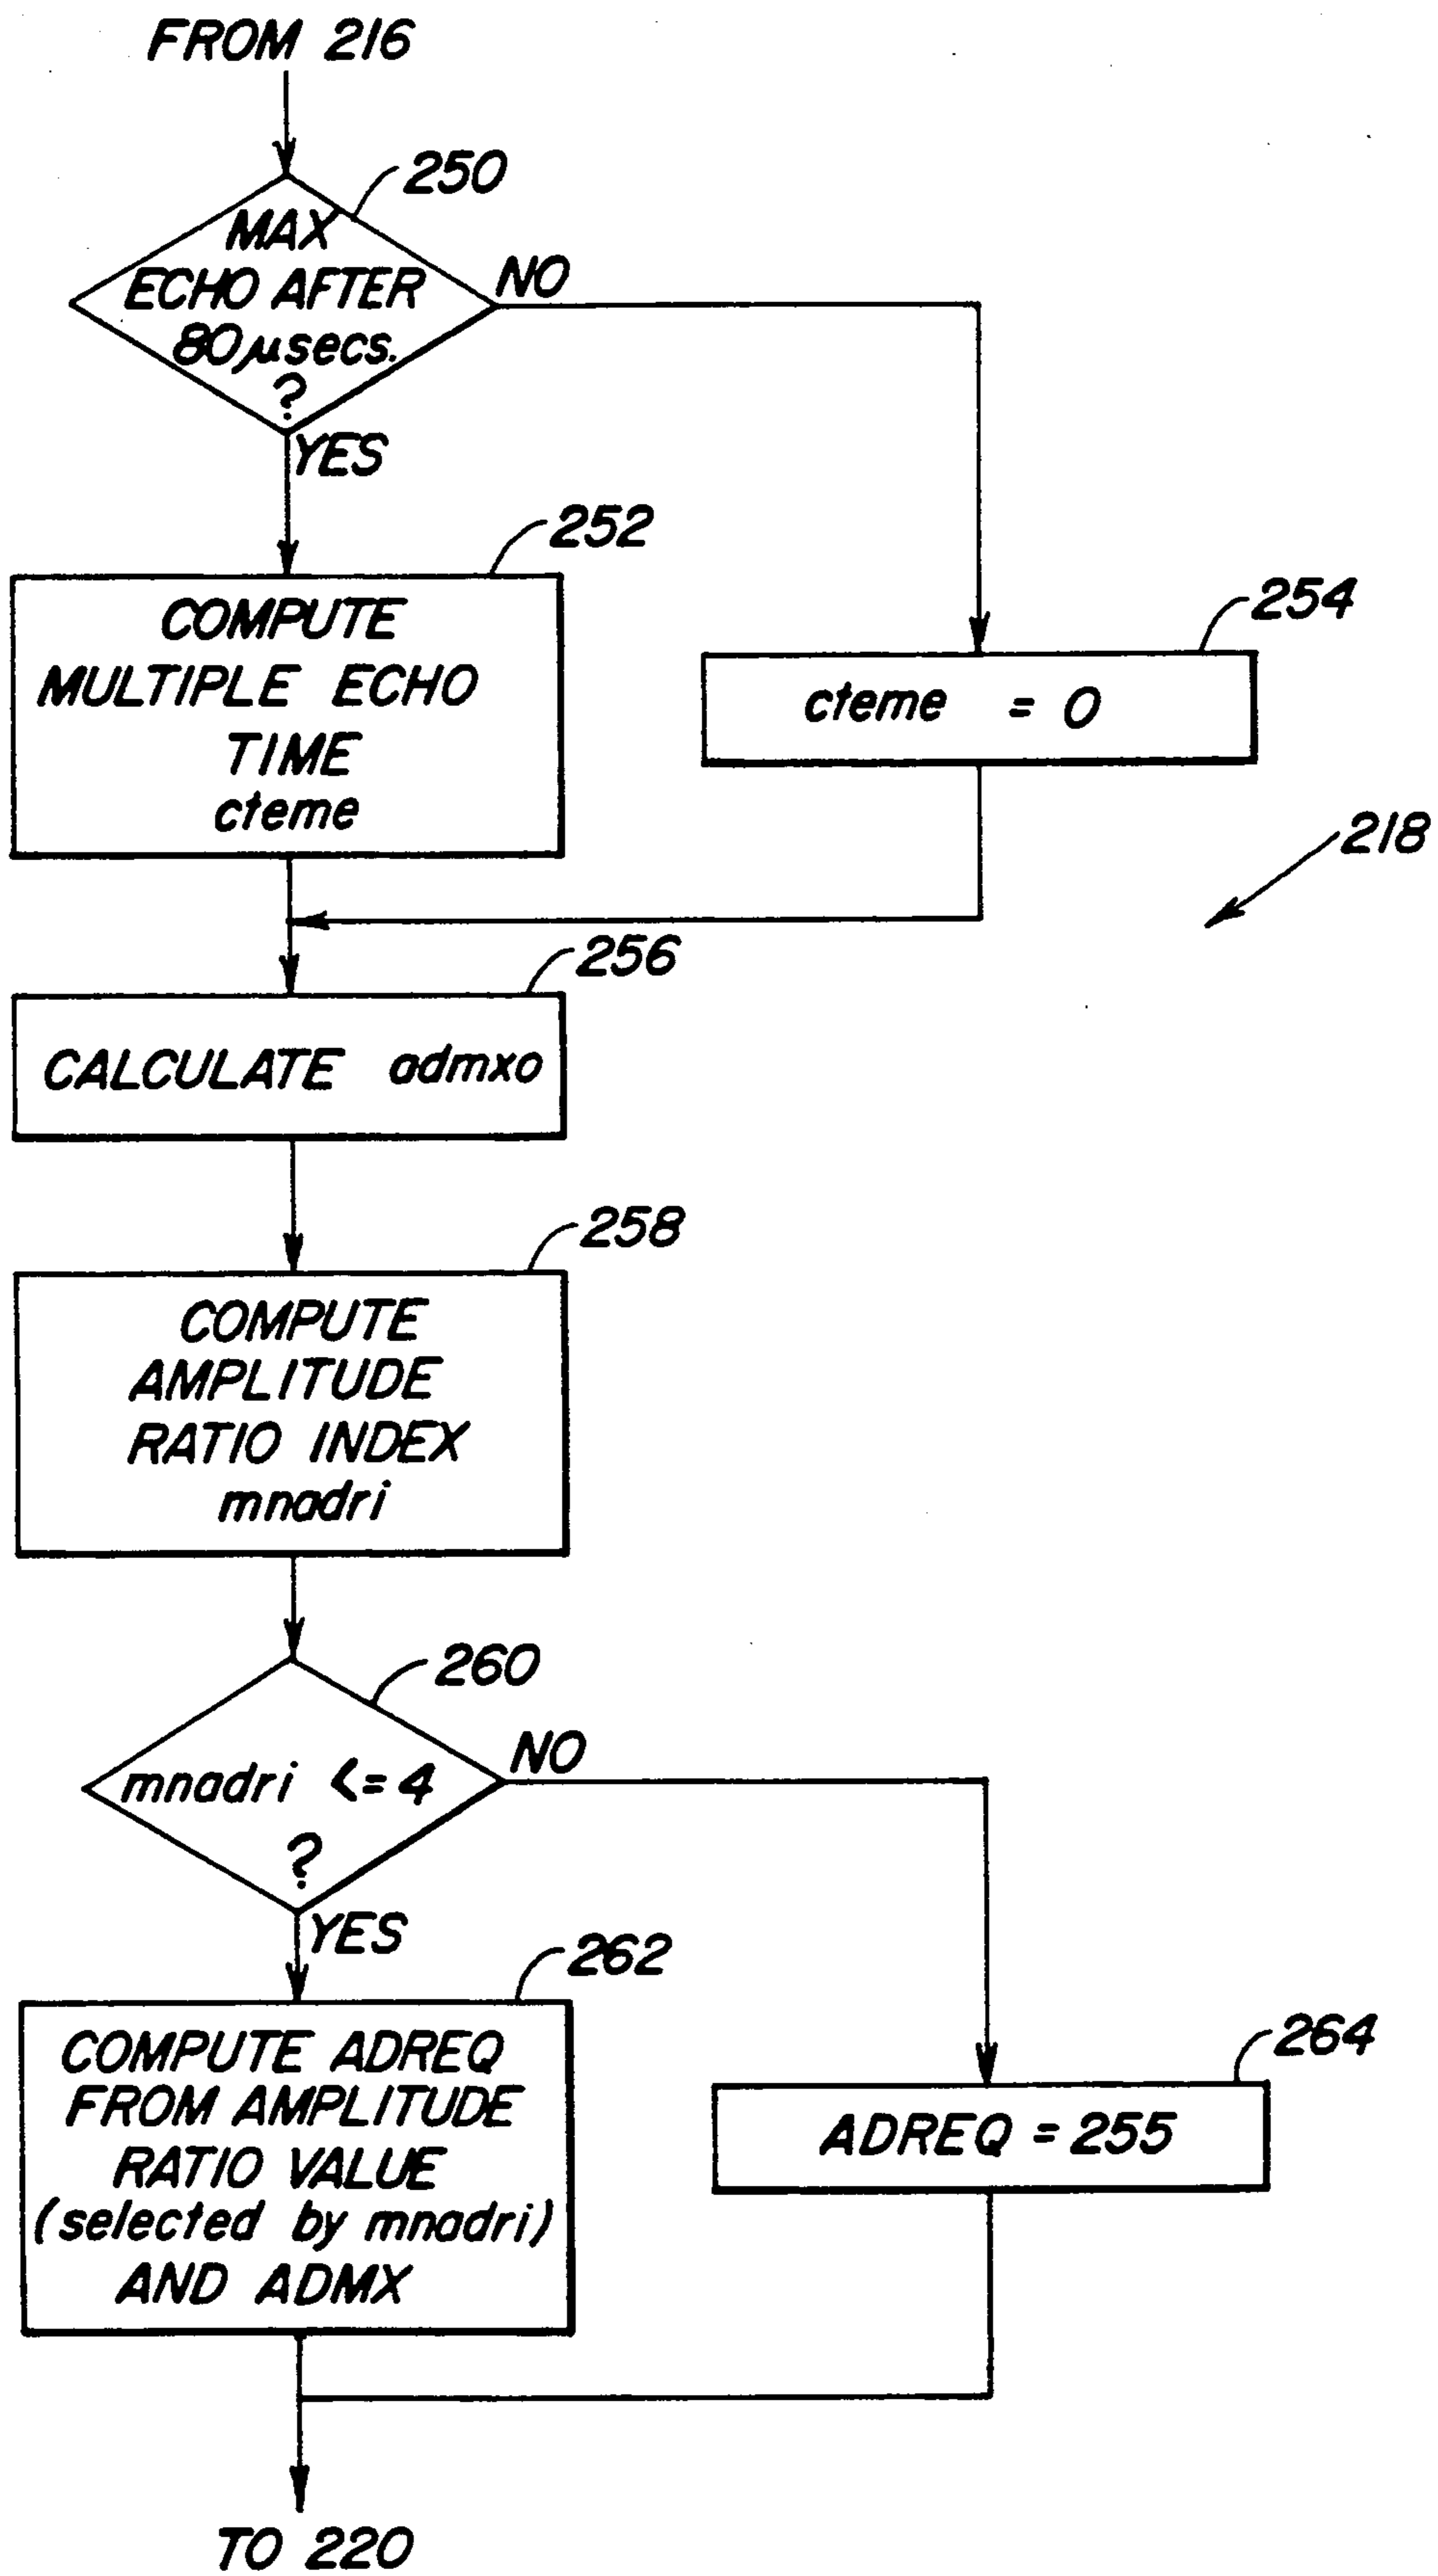 FROM 216
250
MAX
ECHO AFTER
80 µsecs.
?
NO
YES
252
COMPUTE
MULTIPLE ECHO
TIME
cteme
254
cteme = 0
218
256
CALCULATE admxo
258
COMPUTE
AMPLITUDE
RATIO INDEX
mnadri
260
mnadri <= 4
?
NO
YES
262
COMPUTE ADREQ
FROM AMPLITUDE
RATIO VALUE
(selected by mnadri)
AND ADMX
264
ADREQ = 255
TO 220